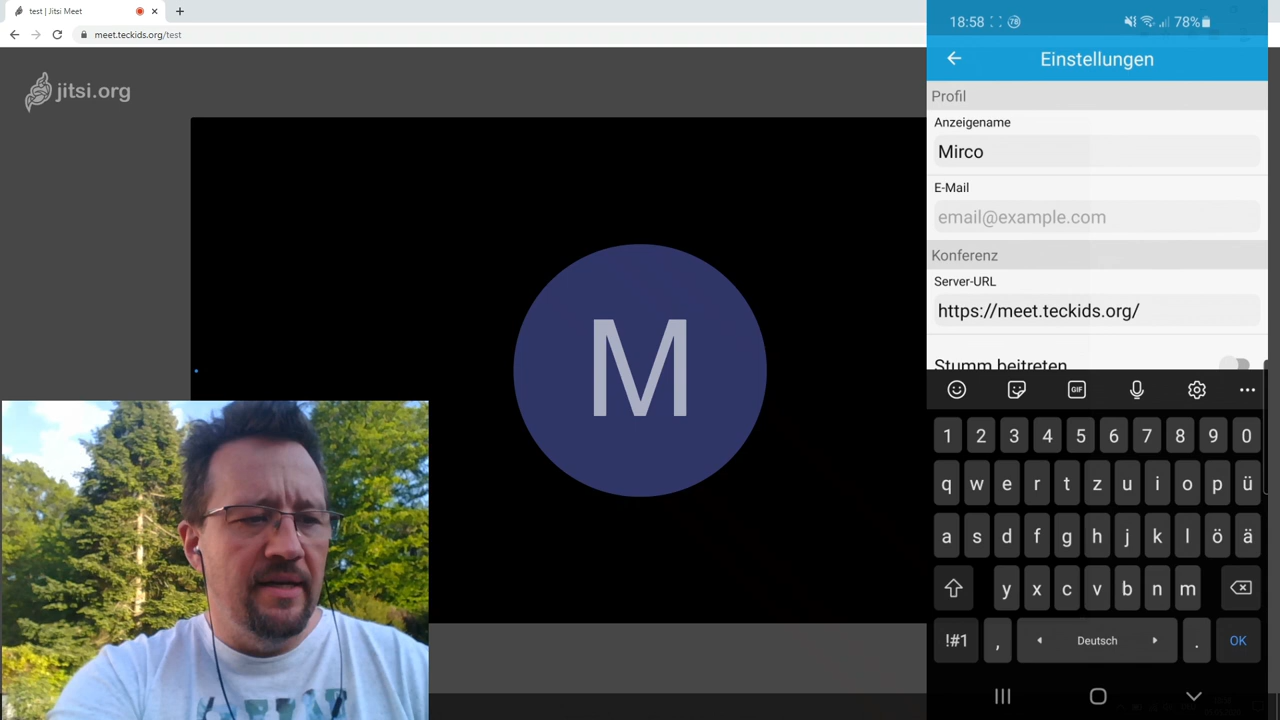 test | Jitsi Meet
meet.teckids.org/test
jitsi.org
M
18:58 78 78%
Einstellungen
Profil
Anzeigename
Mirco
E-Mail
email@example.com
Konferenz
Server-URL
https://meet.teckids.org/
Stumm beitreten
GIF
1 2 3 4 5 6 7 8 9 0
q w e r t z u i o p ü
a s d f g h j k l ö ä
y x c v b n m
!#1 , Deutsch . OK